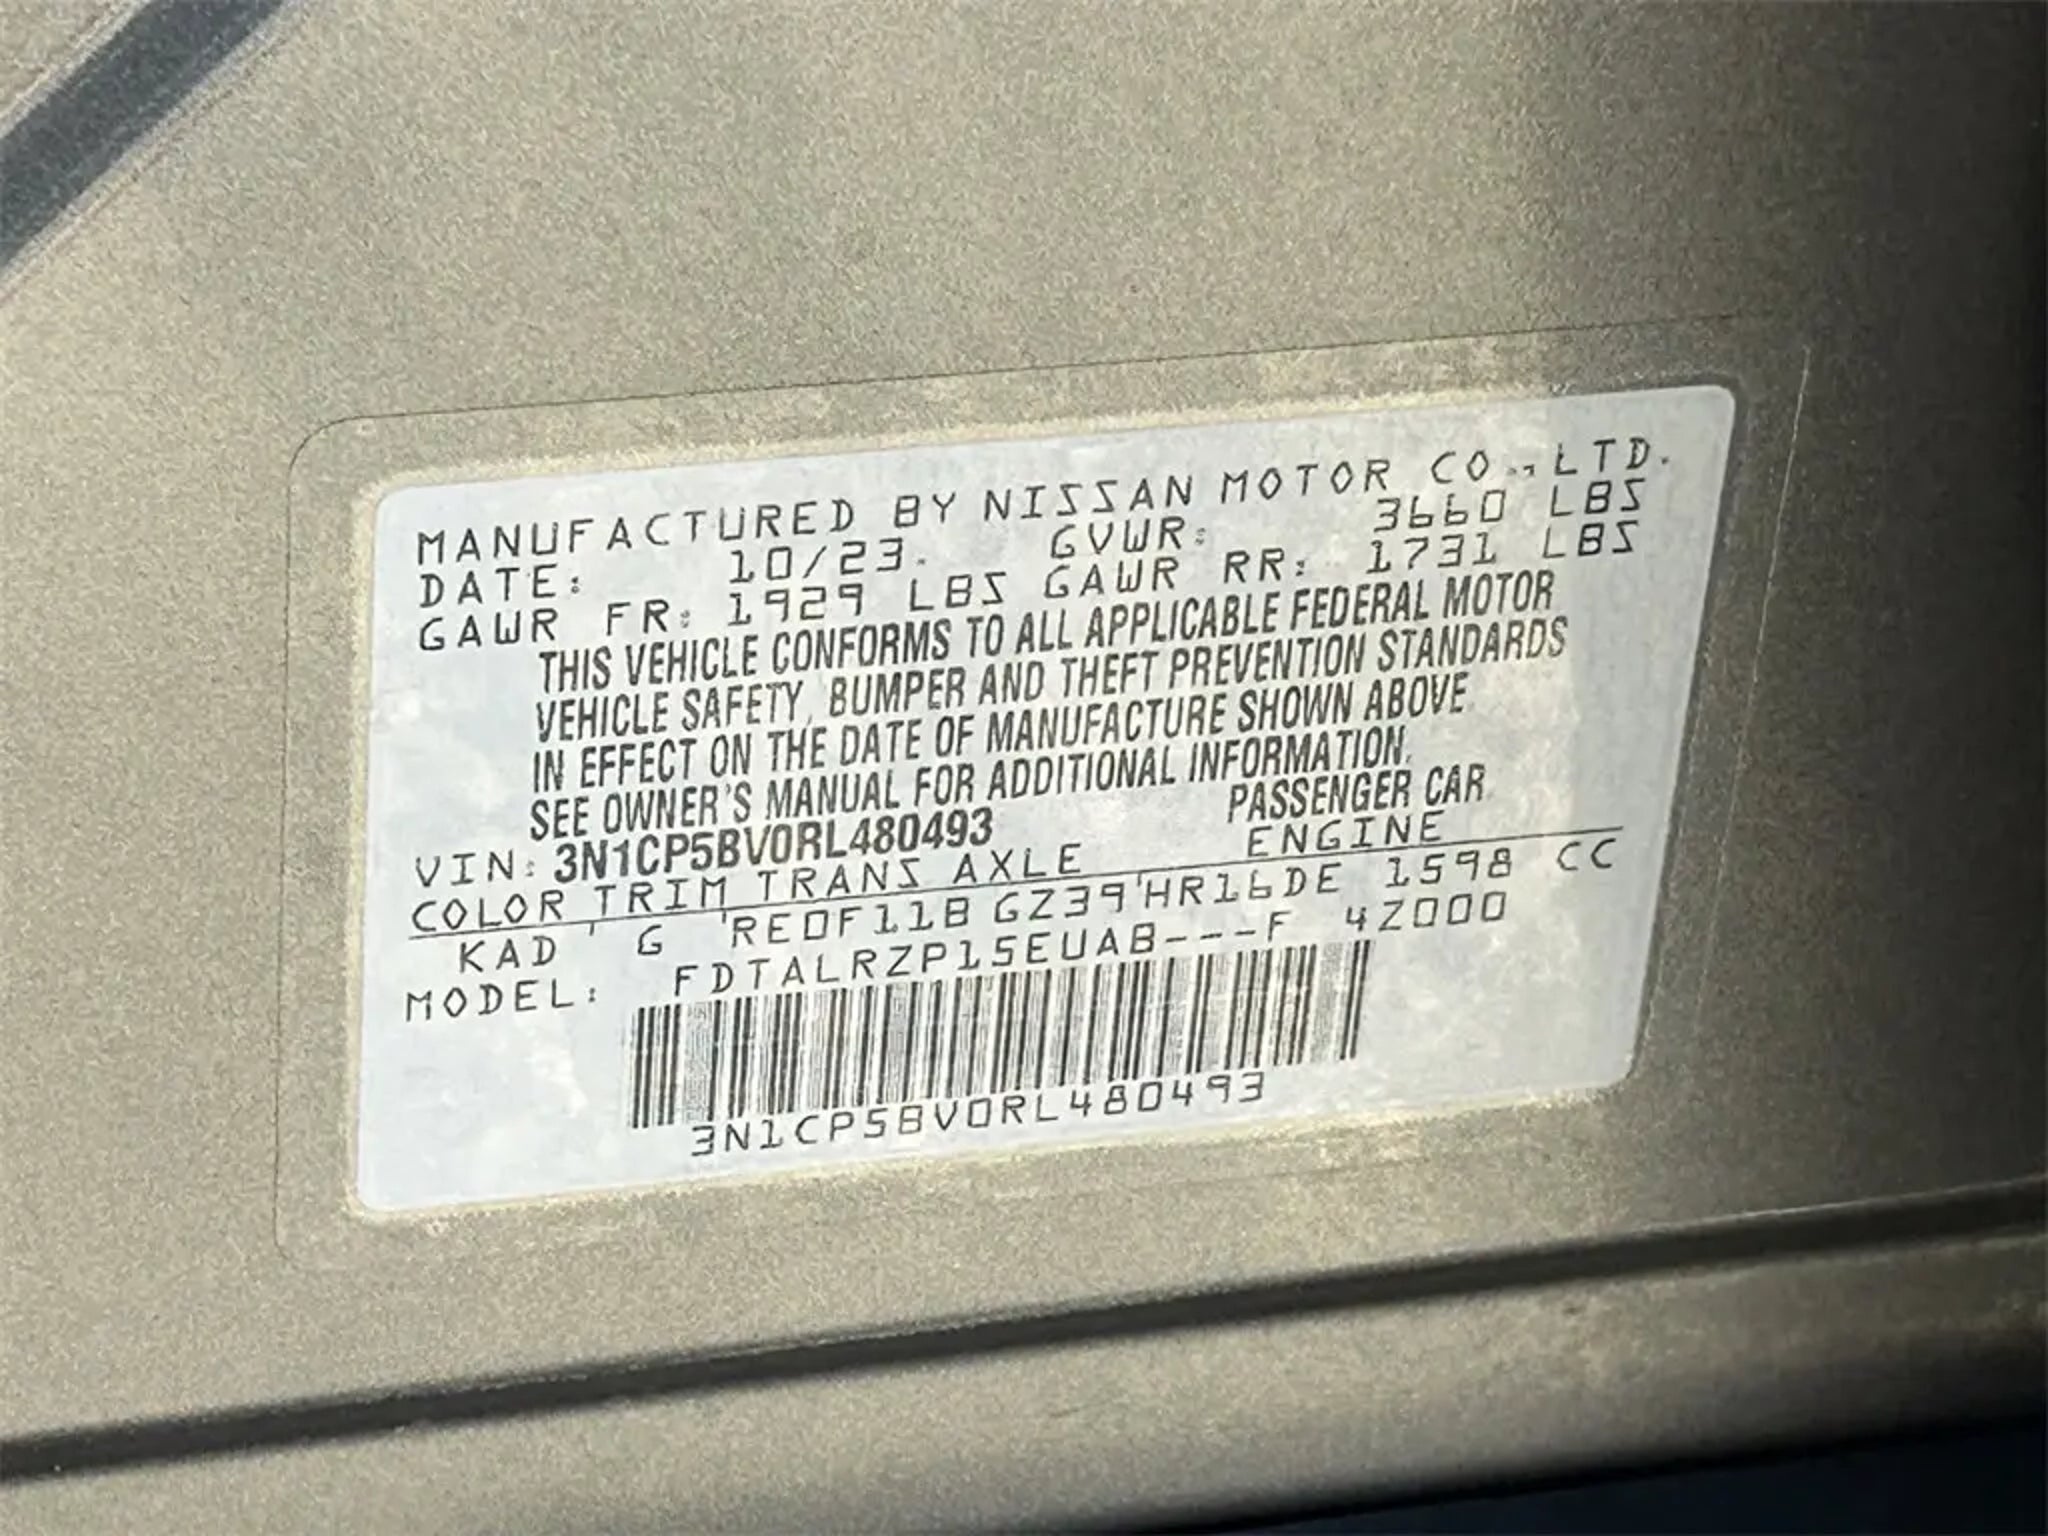 MANUFACTURED BY NISSAN MOTOR CO.,LTD.
DATE: 10/23. GVWR: 3660 LBS
GAWR FR: 1929 LBS GAWR RR: 1731 LBS
THIS VEHICLE CONFORMS TO ALL APPLICABLE FEDERAL MOTOR
VEHICLE SAFETY, BUMPER AND THEFT PREVENTION STANDARDS
IN EFFECT ON THE DATE OF MANUFACTURE SHOWN ABOVE.
SEE OWNER'S MANUAL FOR ADDITIONAL INFORMATION.
VIN: 3N1CP5BV0RL480493 PASSENGER CAR
COLOR TRIM TRANS AXLE ENGINE
KAD ' G 'RE0F11B GZ39'HR16DE 1598 CC
MODEL: FDTALRZP15EUAB---F 4Z000
3N1CP5BV0RL480493